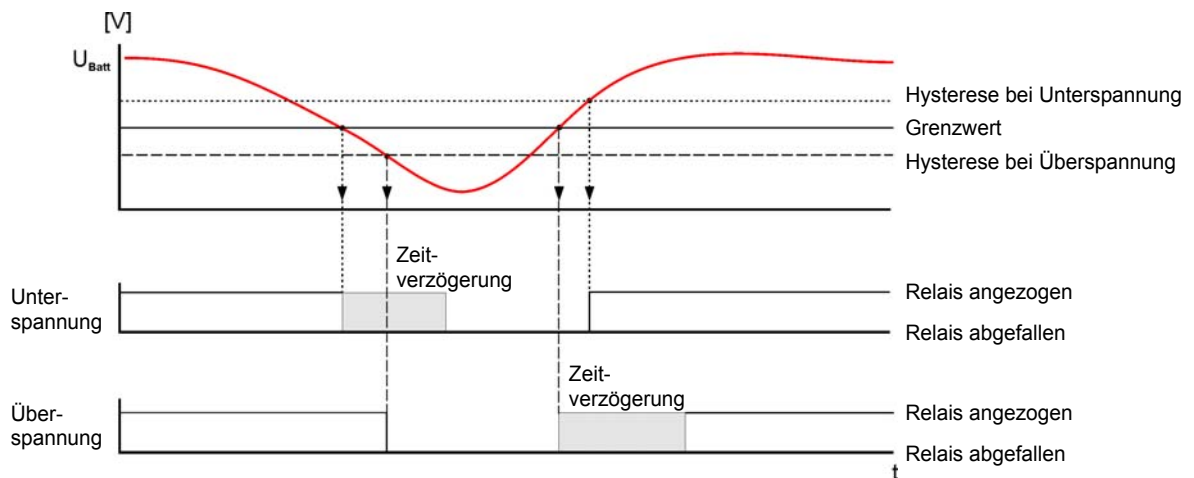 [V]
U Batt
Hysterese bei Unterspannung
Grenzwert
Hysterese bei Überspannung
Zeit-
verzögerung
Unter-
spannung
Relais angezogen
Relais abgefallen
Zeit-
verzögerung
Über-
spannung
Relais angezogen
Relais abgefallen
t